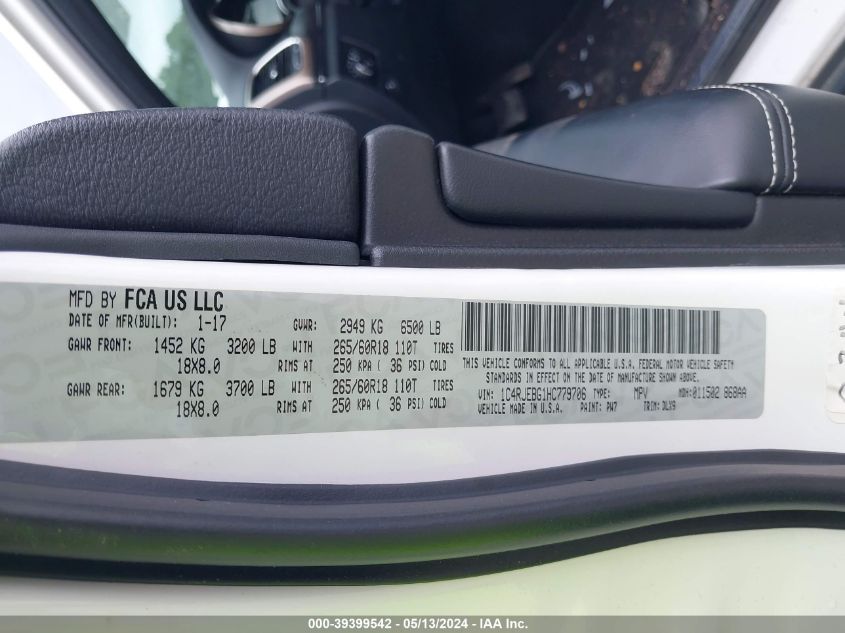 MFD BY FCA US LLC
DATE OF MFR(BUILT): 1-17 GVWR: 2949 KG 6500 LB
GAWR FRONT: 1452 KG 3200 LB WITH 265/60R18 110T TIRES
18X8.0 RIMS AT 250 KPA ( 36 PSI) COLD
GAWR REAR: 1679 KG 3700 LB WITH 265/60R18 110T TIRES
18X8.0 RIMS AT 250 KPA ( 36 PSI) COLD
THIS VEHICLE CONFORMS TO ALL APPLICABLE U.S.A. FEDERAL MOTOR VEHICLE SAFETY
STANDARDS IN EFFECT ON THE DATE OF MANUFACTURE SHOWN ABOVE.
VIN: 1C4RJEBG1HC779706 TYPE: MPV MDH:011502 868AA
VEHICLE MADE IN U.S.A. PAINT: PW7 TRIM: DLX9
000-39399542 - 05/13/2024 - IAA Inc.